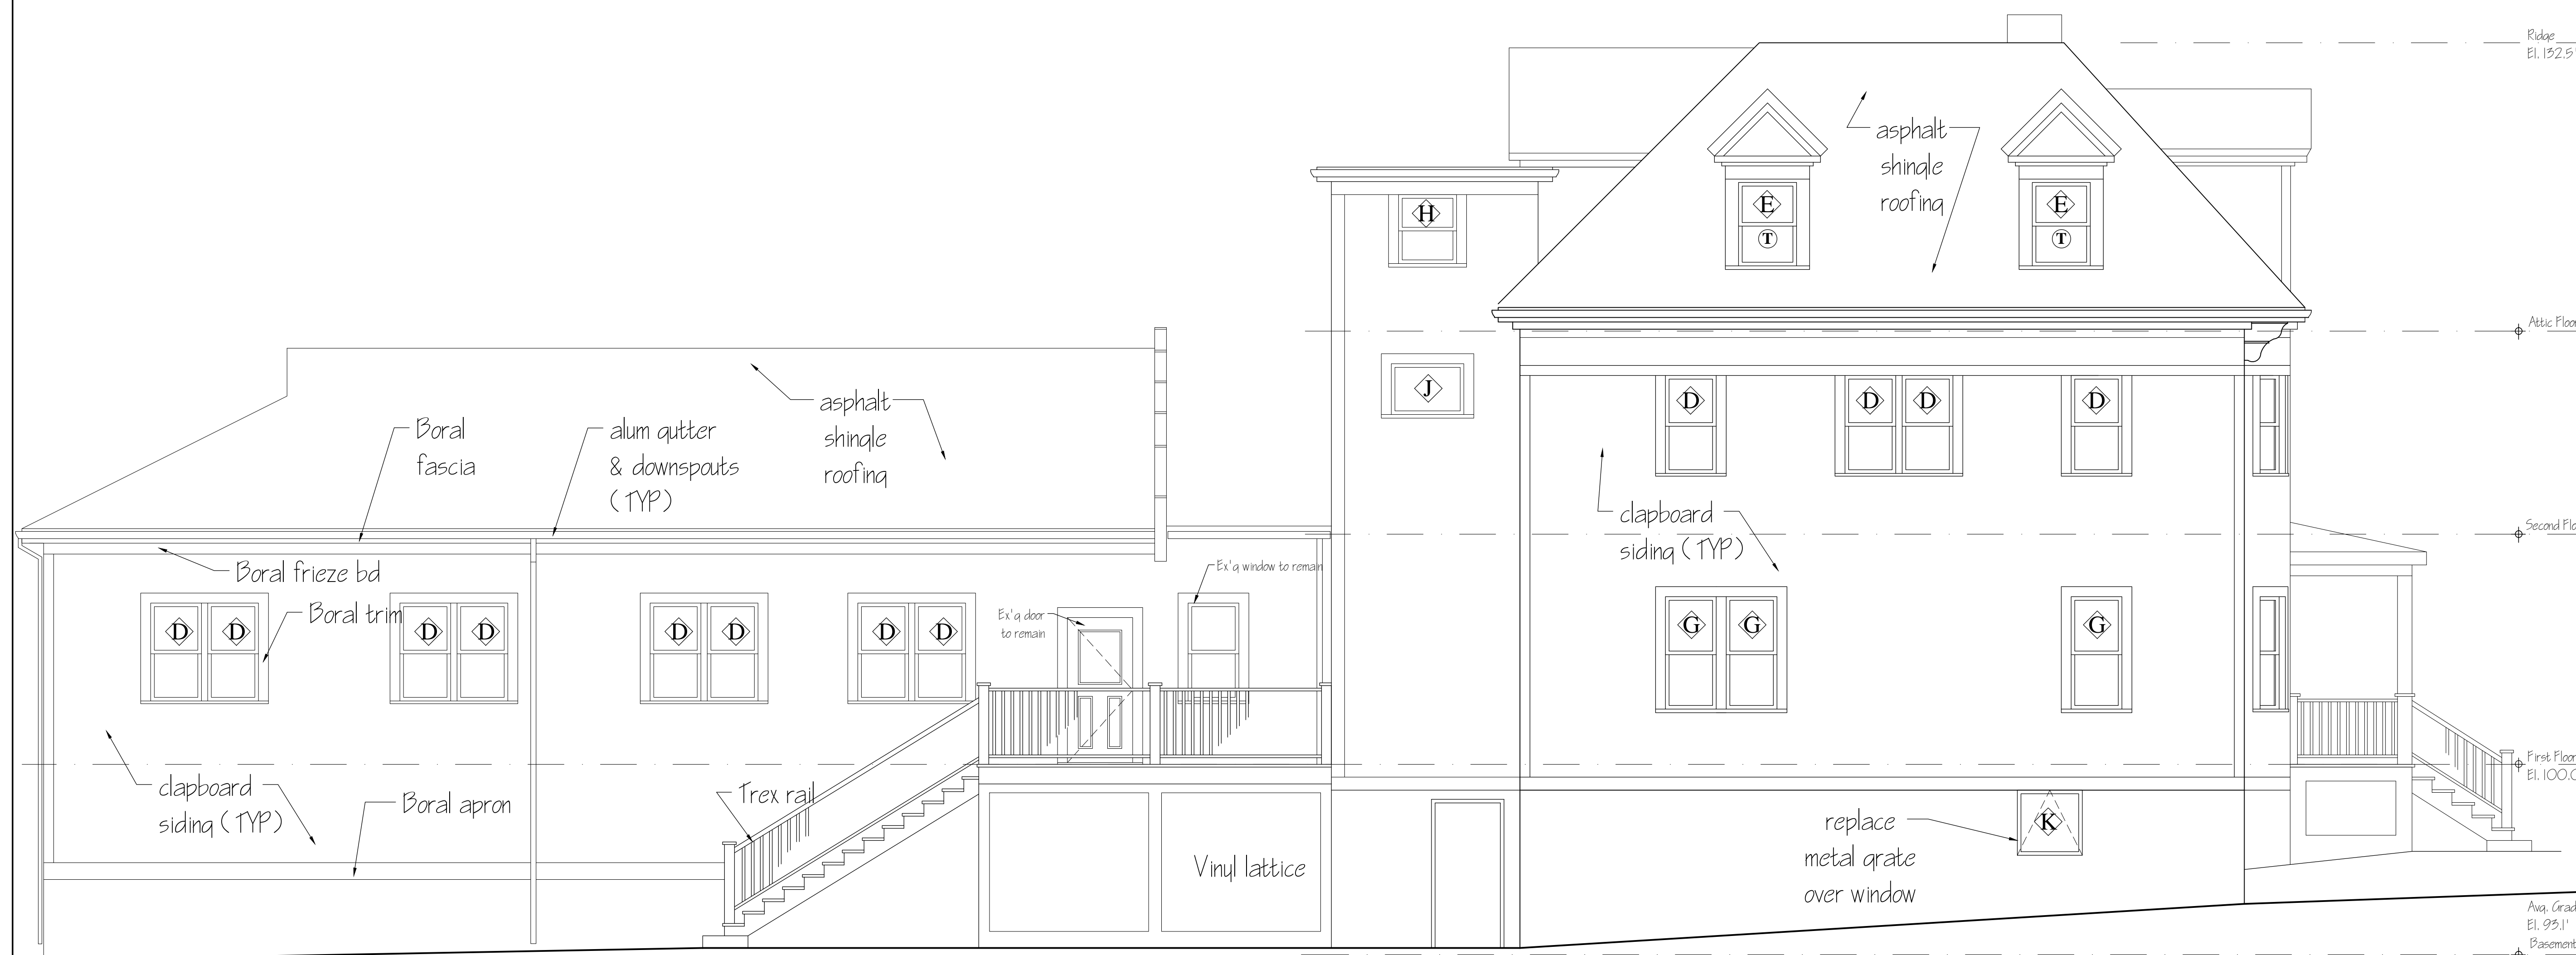 Ridge
El. 132.5
asphalt
shingle
roofing
E
E
T
T
H
Attic Floor
J
D
D
D
D
asphalt
shingle
roofing
Boral
fascia
alum gutter
& downspouts
(TYP)
clapboard
siding (TYP)
Second Flo
Boral frieze bd
Boral trim
Ex'g window to remain
Ex'g door
to remain
D
D
D
D
D
D
D
D
G
G
G
First Floor
El. 100.0
clapboard
siding (TYP)
Boral apron
Trex rail
Vinyl lattice
replace
metal grate
over window
K
Avg. Grad
El. 93.1'
Basement